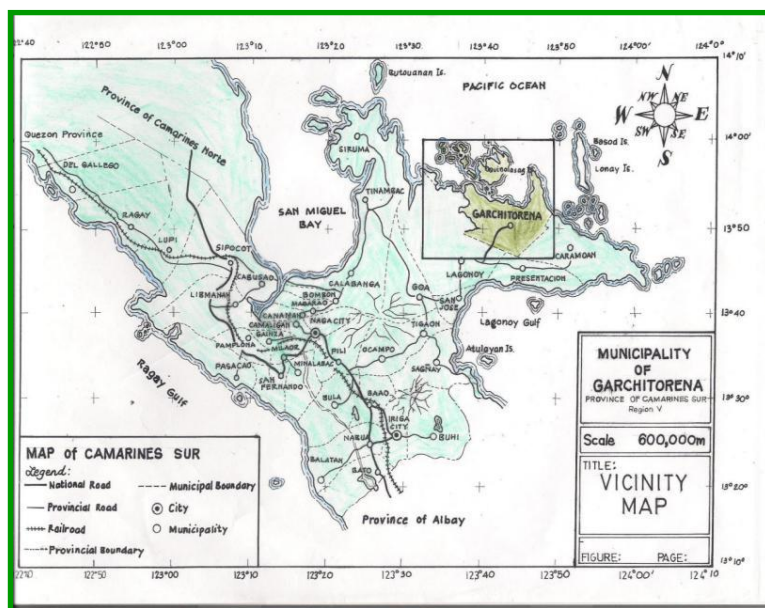 122°40' 122°50' 123°00' 123°10' 123°20' 123°30' 123°40' 123°50' 124°00' 124°10'
14°10'
Butouanan Is.
PACIFIC OCEAN
N
NW NE
W E
SW SE
S
Province of Camarines Norte
Quezon Province
SIRUMA
14°00'
Basod Is.
Lonay Is.
DEL GALLEGO
TINAMBAC
GARCHITORENA
RAGAY
SAN MIGUEL
BAY
13°50'
LUPI
SIPOCOT
CARAMOAN
CABUSAO
LAGONOY
PRESENTACION
CALABANGA
LIBMANAN
BOMBON
MAGARAO
GOA
SAN
JOSE
CANAMAN
NAGA CITY
Lagonoy Gulf
13°40'
CAMALIGAN
GAINZA
TIGAON
PAMPLONA
MILAOR
PILI
OCAMPO
Atulayan Is.
MINALABAC
SAGÑAY
PASACAO
SAN
FERNANDO
Ragay Gulf
BULA
BAAO
13°30'
IRIGA
CITY
NABUA
BUHI
BALATAN
BATO
13°20'
Province of Albay
13°10'
MUNICIPALITY
OF
GARCHITORENA
PROVINCE OF CAMARINES SUR
Region V
Scale 600,000m
TITLE:
VICINITY
MAP
FIGURE: PAGE:
MAP of CAMARINES SUR
Legend:
National Road Municipal Boundary
Provincial Road City
Railroad Municipality
Provincial Boundary
122°50' 123°00' 123°10' 123°20' 123°30' 123°40' 123°50' 124°00' 124°10'